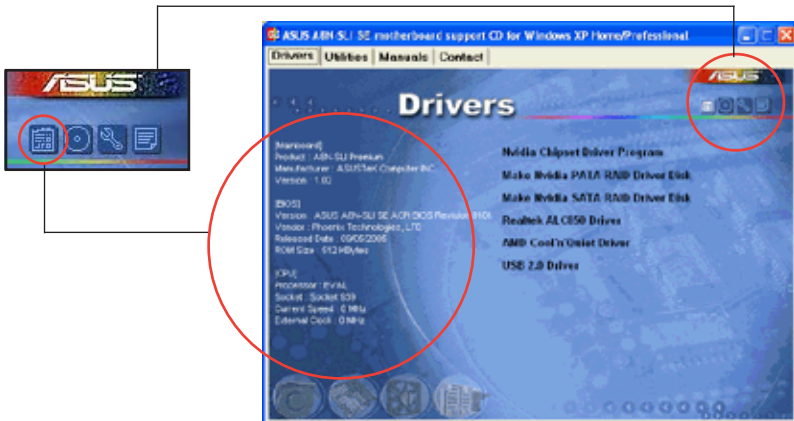 ASUS
ASUS A8N-SLI SE motherboard support CD for Windows XP Home/Professional
Drivers Utilities Manuals Contact
ASUS
Drivers
[Mainboard]
Product : A8N-SLI Premium
Manufacturer : ASUSTeK Computer INC.
Version : 1.00
[BIOS]
Version : ASUS A8N-SLI SE ACPI BIOS Revision 0101
Vendor : Phoenix Technologies, LTD
Released Date : 09/05/2005
ROM Size : 512 KBytes
[CPU]
Processor : EVAL
Socket : Socket 939
Current Speed : 0 MHz
External Clock : 0 MHz
Nvidia Chipset Driver Program
Make Nvidia PATA RAID Driver Disk
Make Nvidia SATA RAID Driver Disk
Realtek ALC850 Driver
AMD Cool'n'Quiet Driver
USB 2.0 Driver